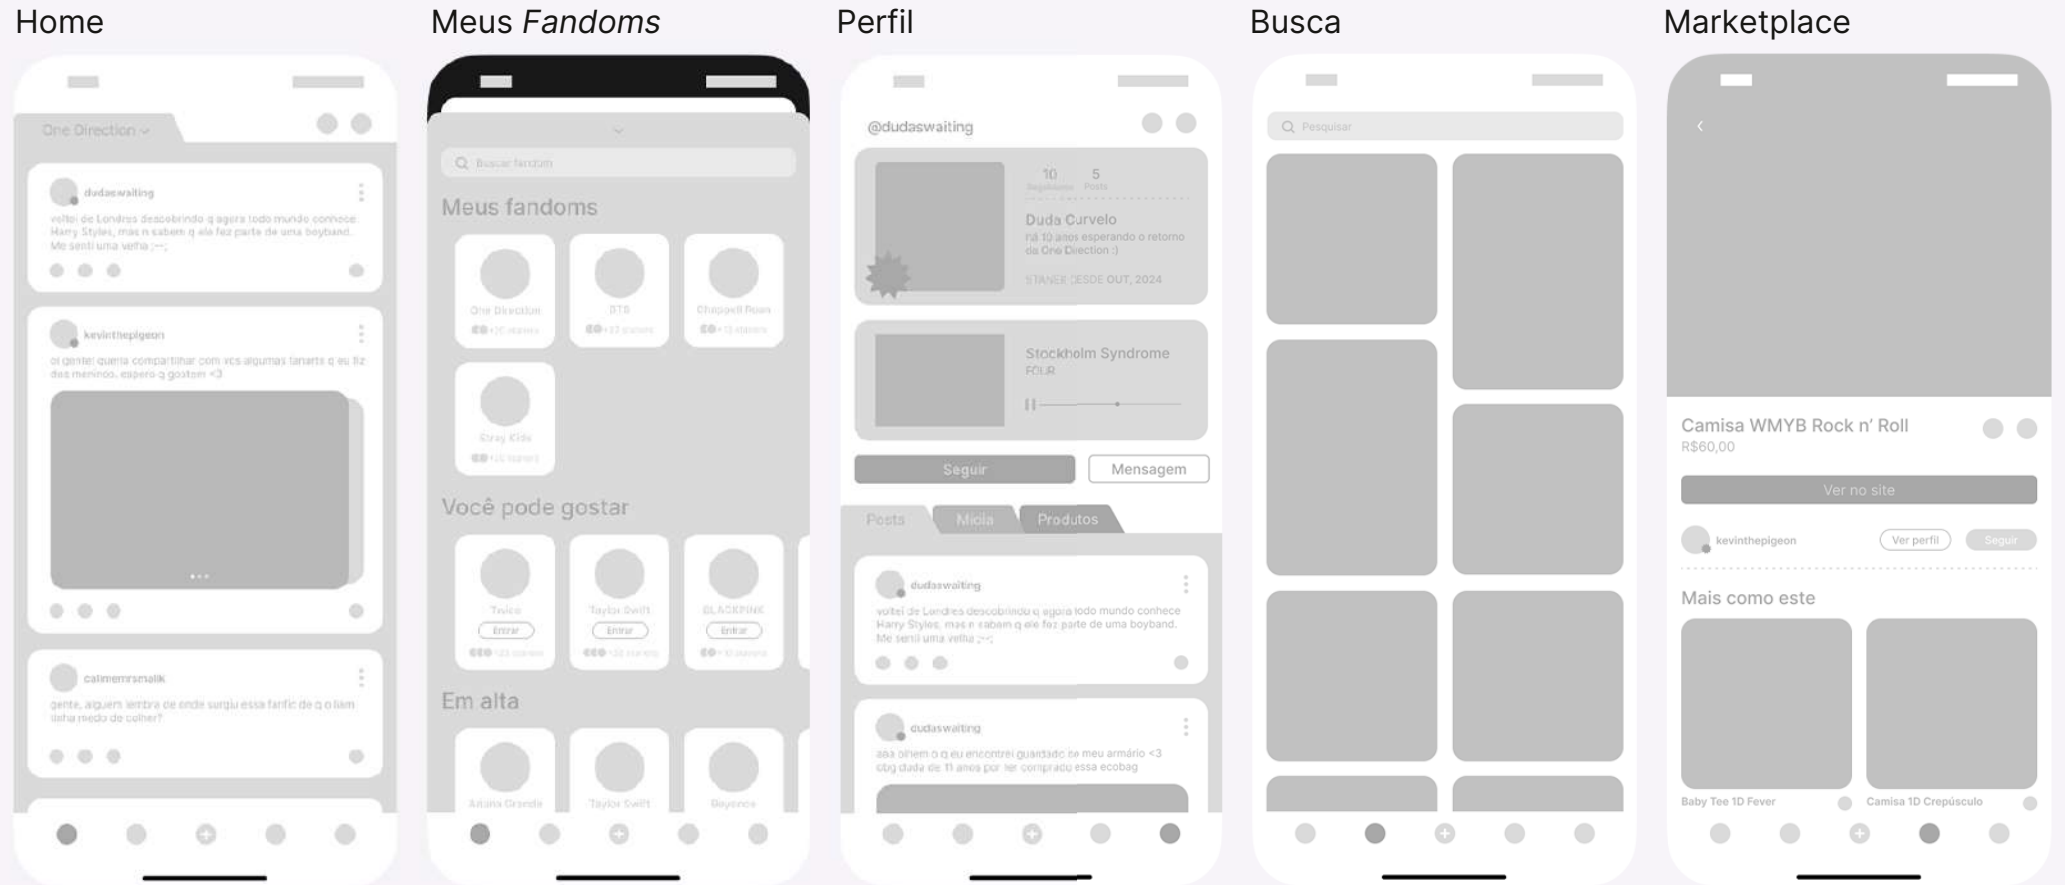 Home
One Direction
dudaswaiting
voltei de Londres descobrindo q agora todo mundo conhece
Harry Styles, mas n sabem q ele fez parte de uma boyband.
Me senti uma velha ;--;
kevinthepigeon
oi gente! queria compartilhar com vcs algumas fanarts q eu fiz
dos meninos, espero q gostem <3
callmemrsmalik
gente, alguem lembra de onde surgiu essa fanfic de q o liam
tinha medo de colher?
Meus Fandoms
Buscar fandom
Meus fandoms
One Direction
BTS
Chappell Roan
Stray Kids
Você pode gostar
Twice
Taylor Swift
BLACKPINK
Entrar
Entrar
Entrar
Em alta
Ariana Grande
Taylor Swift
Beyonce
Perfil
@dudaswaiting
10
5
Seguidores
Posts
Duda Curvelo
há 10 anos esperando o retorno
da One Direction :)
STANER DESDE OUT, 2024
Stockholm Syndrome
FOUR
Seguir
Mensagem
Posts
Mídia
Produtos
dudaswaiting
voltei de Londres descobrindo q agora todo mundo conhece
Harry Styles, mas n sabem q ele fez parte de uma boyband.
Me senti uma velha ;--;
dudaswaiting
aaa olhem o q eu encontrei guardado no meu armário <3
obg duda de 11 anos por ter comprado essa ecobag
Busca
Pesquisar
Marketplace
Camisa WMYB Rock n’ Roll
R$60,00
Ver no site
kevinthepigeon
Ver perfil
Seguir
Mais como este
Baby Tee 1D Fever
Camisa 1D Crepúsculo